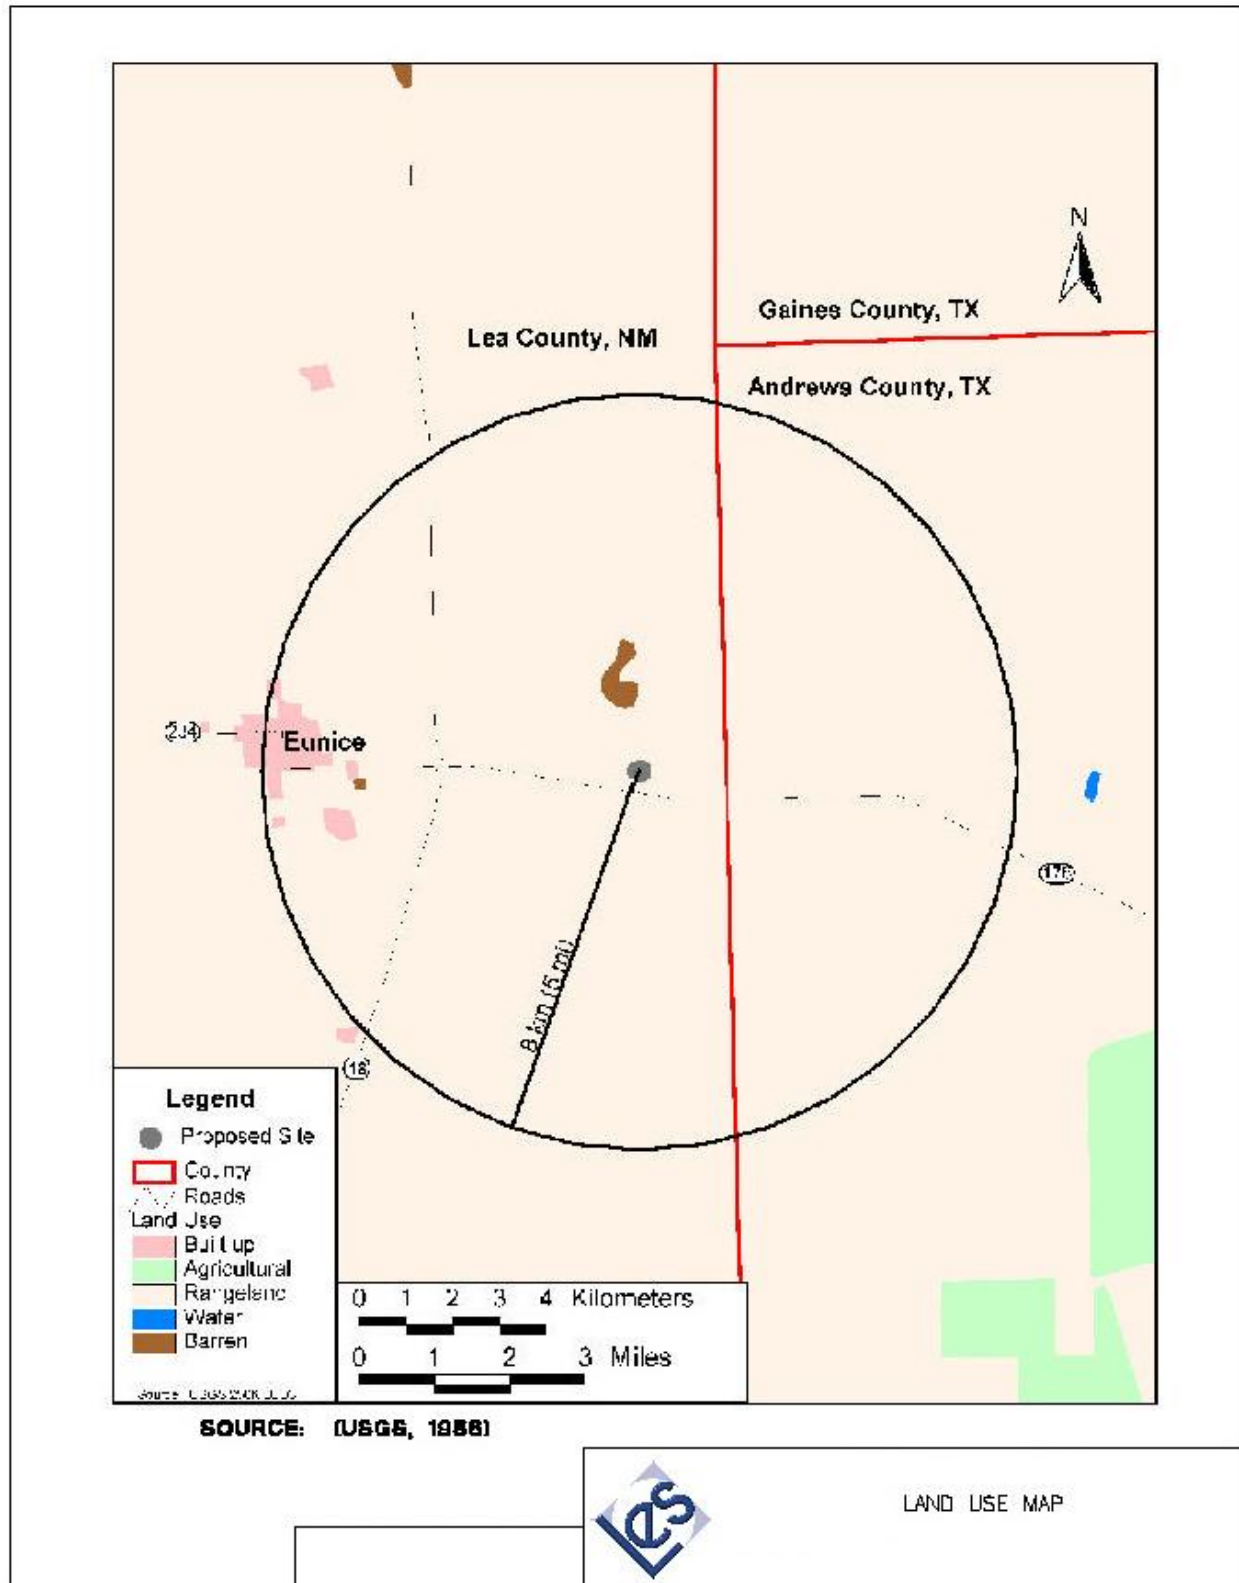 N
Gaines County, TX
Lea County, NM
Andrews County, TX
Eunice
8 km (5 mi)
18
Legend
Proposed Site
County
Roads
Land Use
Built up
Agricultural
Rangeland
Water
Barren
0 1 2 3 4 Kilometers
0 1 2 3 Miles
SOURCE: (USGS, 1986)
LES
LAND USE MAP